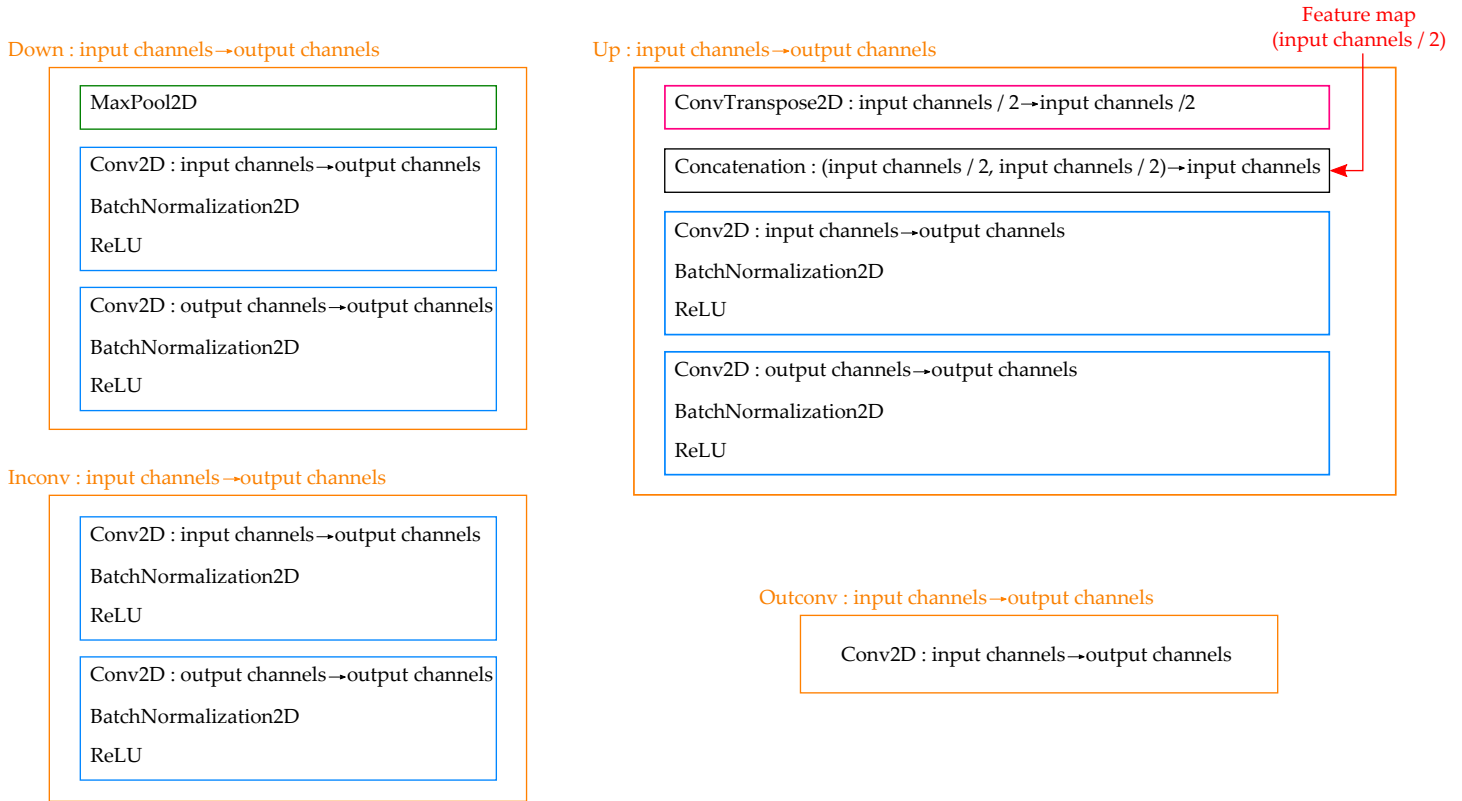 Down : input channels→output channels
MaxPool2D
Conv2D : input channels→output channels
BatchNormalization2D
ReLU
Conv2D : output channels→output channels
BatchNormalization2D
ReLU
Inconv : input channels→output channels
Conv2D : input channels→output channels
BatchNormalization2D
ReLU
Conv2D : output channels→output channels
BatchNormalization2D
ReLU
Feature map
(input channels / 2)
Up : input channels→output channels
ConvTranspose2D : input channels / 2→input channels /2
Concatenation : (input channels / 2, input channels / 2)→input channels
Conv2D : input channels→output channels
BatchNormalization2D
ReLU
Conv2D : output channels→output channels
BatchNormalization2D
ReLU
Outconv : input channels→output channels
Conv2D : input channels→output channels